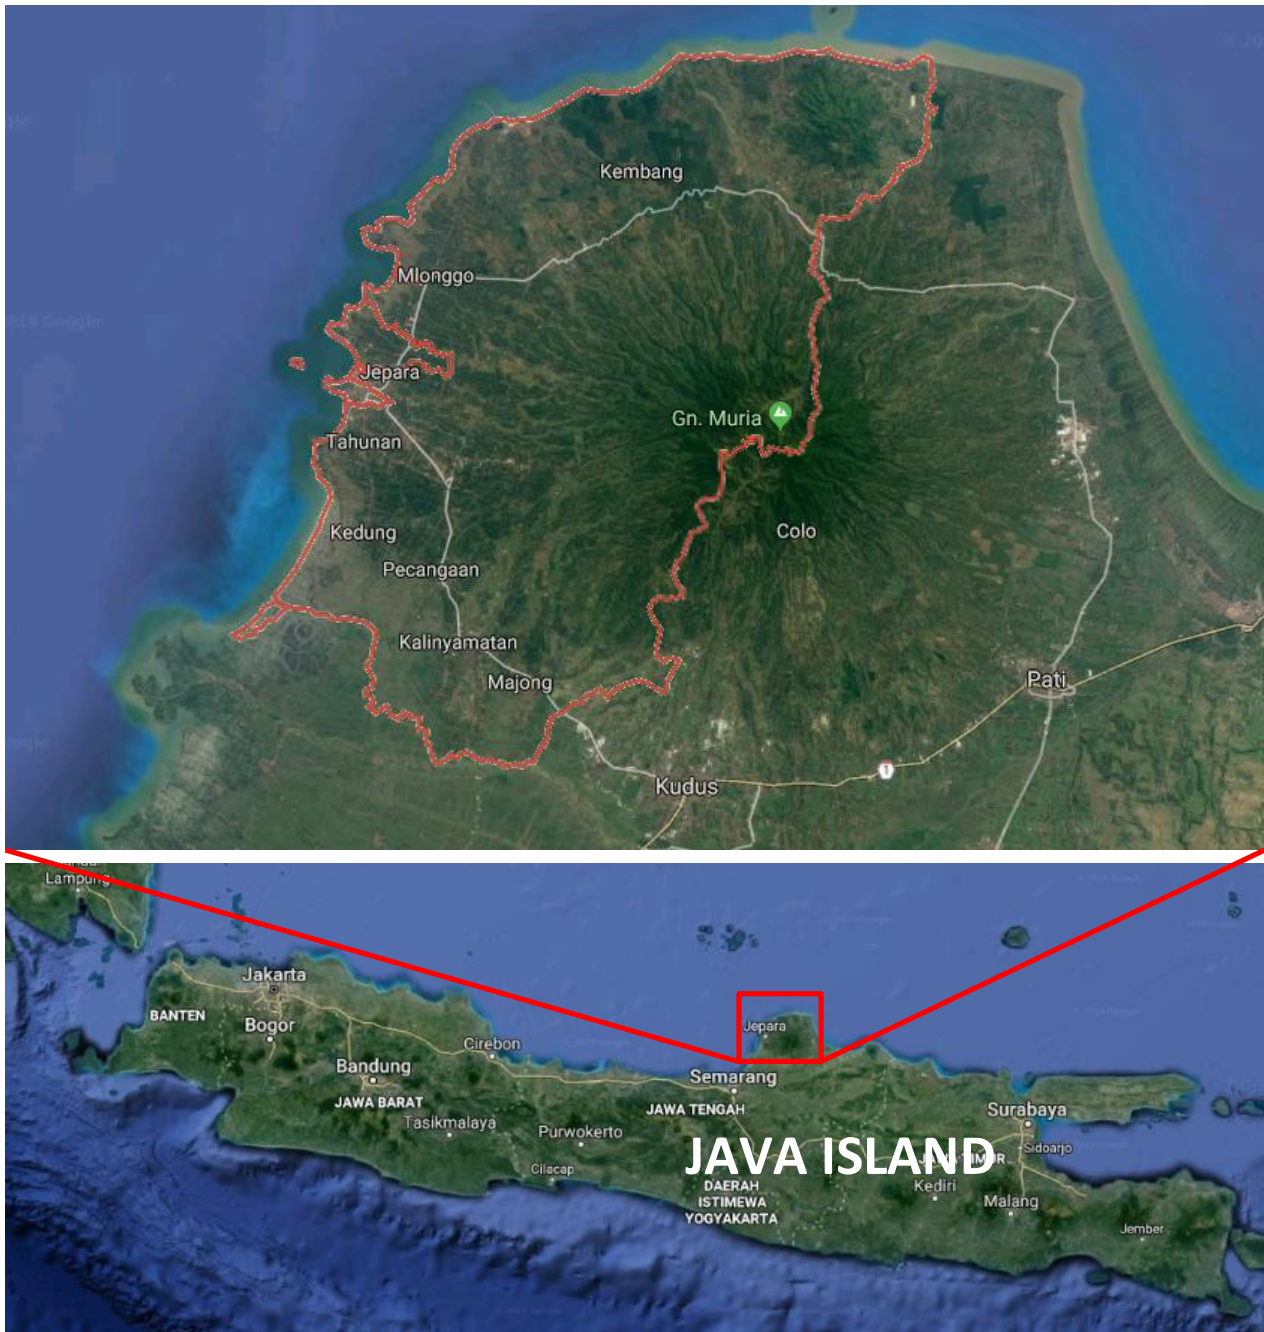 Kembang
Mlonggo
Jepara
Gn. Muria
Tahunan
Kedung
Colo
Pecangaan
Kalinyamatan
Majong
Pati
1
Kudus
Lampung
Jakarta
BANTEN
Bogor
Jepara
Cirebon
Bandung
Semarang
JAWA BARAT
JAWA TENGAH
Surabaya
Tasikmalaya
Purwokerto
JAVA ISLAND
Sidoarjo
Cilacap
DAERAH
ISTIMEWA
YOGYAKARTA
Kediri
Malang
Jember